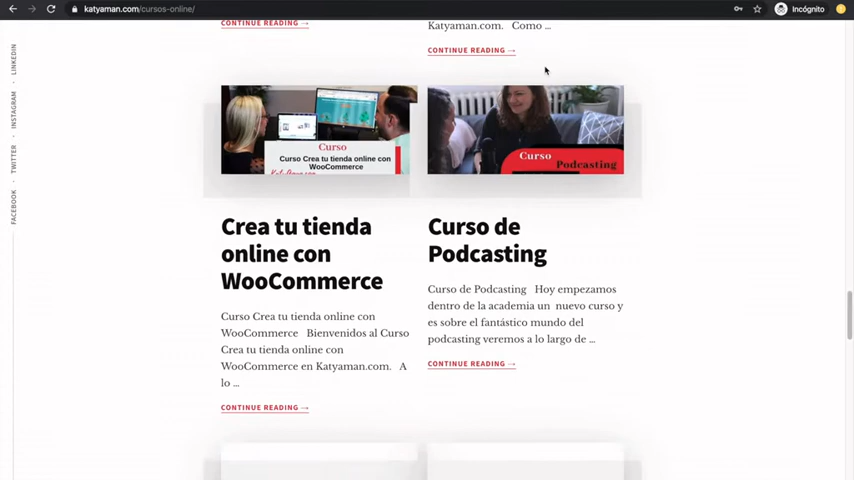 katyaman.com/cursos-online/
Incógnito
CONTINUE READING →
Katyaman.com. Como ...
CONTINUE READING →
LINKEDIN
INSTAGRAM
TWITTER
FACEBOOK
Curso
Curso Crea tu tienda online con
WooCommerce
Curso
Podcasting
Crea tu tienda
online con
WooCommerce
Curso Crea tu tienda online con
WooCommerce Bienvenidos al Curso
Crea tu tienda online con
WooCommerce en Katyaman.com. A
lo ...
CONTINUE READING →
Curso de
Podcasting
Curso de Podcasting Hoy empezamos
dentro de la academia un nuevo curso y
es sobre el fantástico mundo del
podcasting veremos a lo largo de ...
CONTINUE READING →